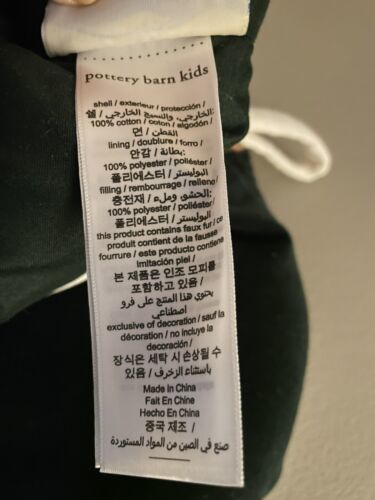 pottery barn kids
shell / exterieur / protección /
الخارجي، والنسيج الخارجي/ 쉘:
100% cotton / coton / algodón /
القطن / 면
lining / doublure / forro /
بطانة / 안감:
100% polyester / poliéster /
البوليستر / 폴리에스터
filling / rembourrage / relleno /
الحشو، وملء / 충전재:
100% polyester / poliéster /
البوليستر / 폴리에스터
this product contains faux fur / ce
produit contient de la fausse
fourrure / este producto contiene
imitación piel /
본 제품은 인조 모피를
포함하고 있음 /
يحتوي هذا المنتج على فرو
اصطناعي
exclusive of decoration / sauf la
décoration / no incluye la
decoración /
장식은 세탁 시 손상될 수
있음 / باستثناء الزخرف
Made In China
Fait En Chine
Hecho En China
중국 제조 /
صنع في الصين من المواد المستوردة